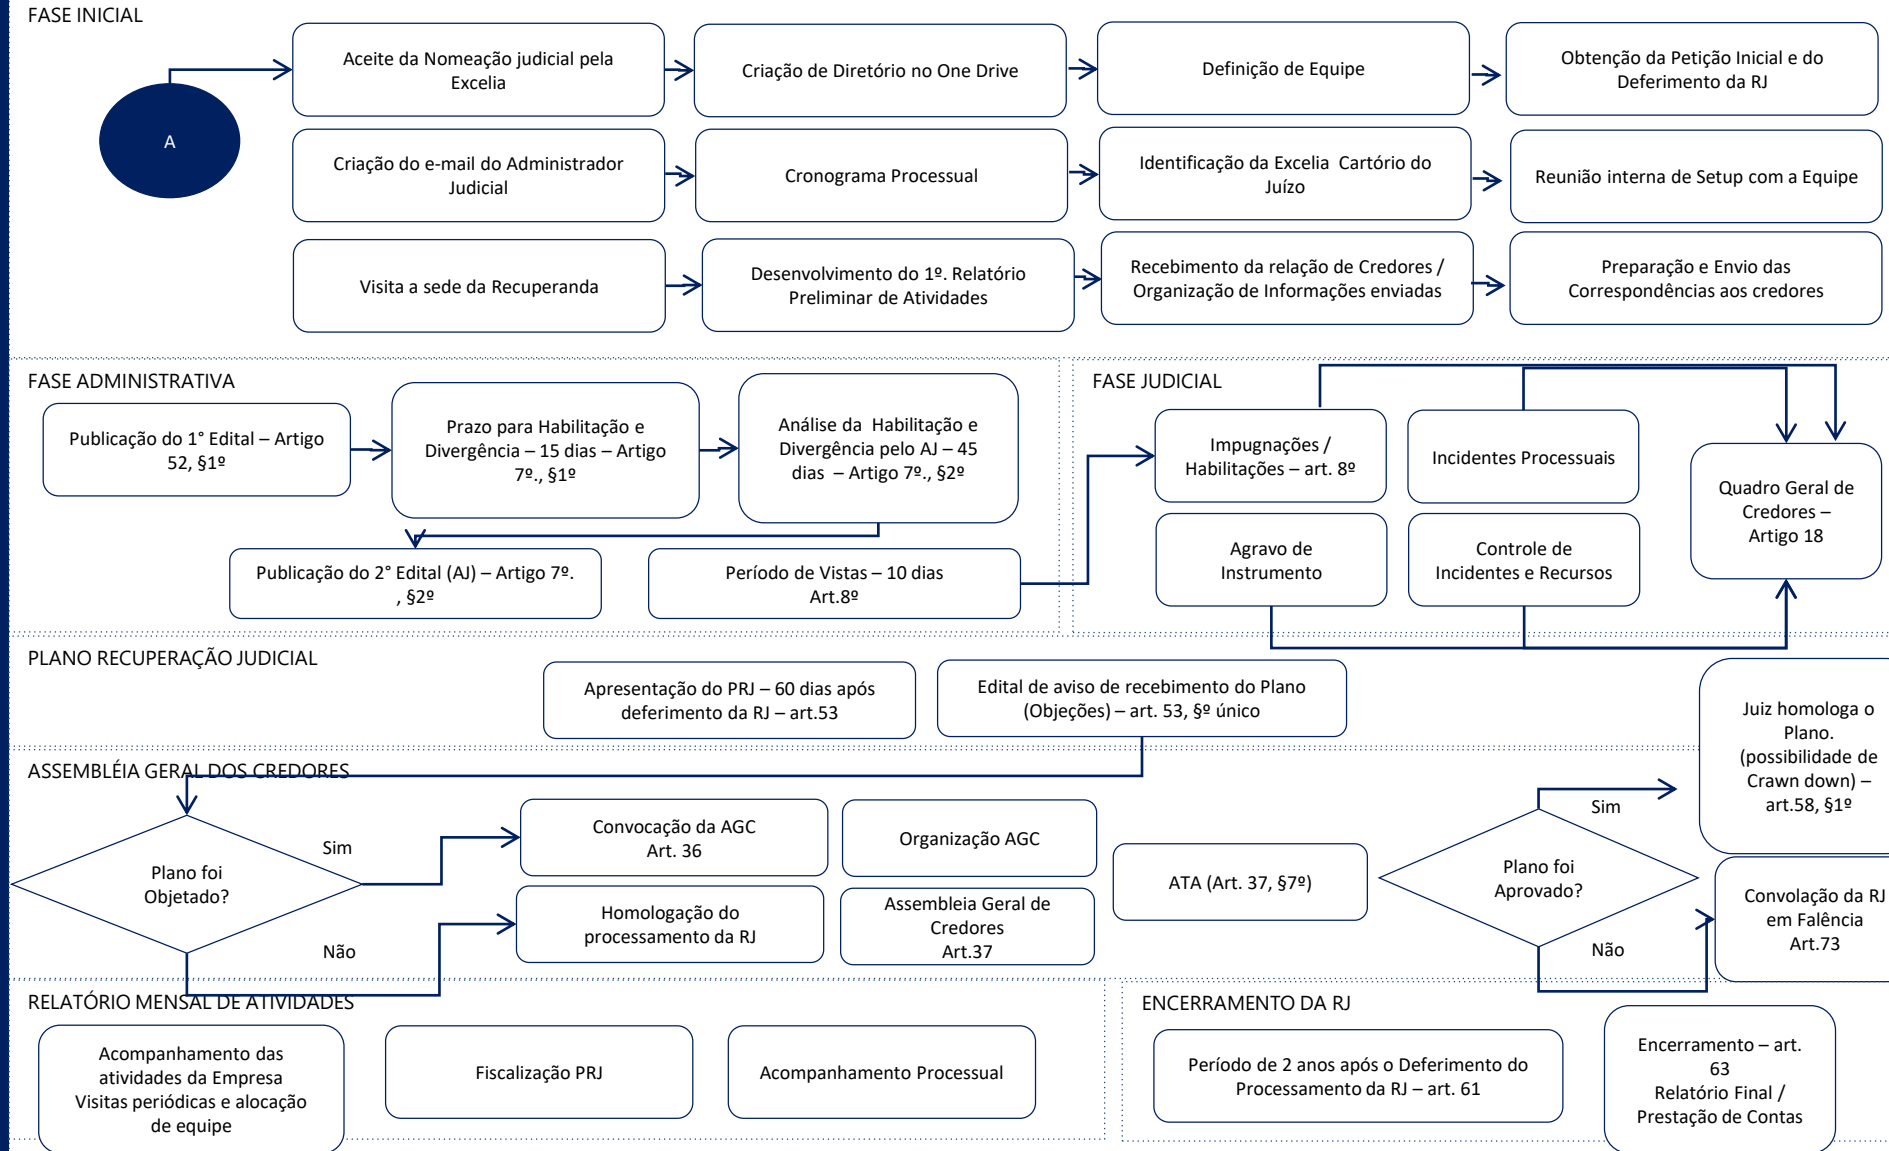 FASE INICIAL
A
Aceite da Nomeação judicial pela
Excelia
Criação de Diretório no One Drive
Definição de Equipe
Obtenção da Petição Inicial e do
Deferimento da RJ
Criação do e-mail do Administrador
Judicial
Cronograma Processual
Identificação da Excelia  Cartório do
Juízo
Reunião interna de Setup com a Equipe
Visita a sede da Recuperanda
Desenvolvimento do 1º. Relatório
Preliminar de Atividades
Recebimento da relação de Credores /
Organização de Informações enviadas
Preparação e Envio das
Correspondências aos credores
FASE ADMINISTRATIVA
Publicação do 1° Edital – Artigo
52, §1º
Prazo para Habilitação e
Divergência – 15 dias – Artigo
7º., §1º
Análise da  Habilitação e
Divergência pelo AJ – 45
dias  – Artigo 7º., §2º
Publicação do 2° Edital (AJ) – Artigo 7º.
, §2º
Período de Vistas – 10 dias
Art.8º
FASE JUDICIAL
Impugnações /
Habilitações – art. 8º
Incidentes Processuais
Agravo de
Instrumento
Controle de
Incidentes e Recursos
Quadro Geral de
Credores –
Artigo 18
PLANO RECUPERAÇÃO JUDICIAL
Apresentação do PRJ – 60 dias após
deferimento da RJ – art.53
Edital de aviso de recebimento do Plano
(Objeções) – art. 53, §º único
Juiz homologa o
Plano.
(possibilidade de
Crawn down) –
art.58, §1º
ASSEMBLÉIA GERAL DOS CREDORES
Plano foi
Objetado?
Sim
Não
Convocação da AGC
Art. 36
Organização AGC
Homologação do
processamento da RJ
Assembleia Geral de
Credores
Art.37
ATA (Art. 37, §7º)
Plano foi
Aprovado?
Sim
Não
Convolação da RJ
em Falência
Art.73
RELATÓRIO MENSAL DE ATIVIDADES
Acompanhamento das
atividades da Empresa
Visitas periódicas e alocação
de equipe
Fiscalização PRJ
Acompanhamento Processual
ENCERRAMENTO DA RJ
Período de 2 anos após o Deferimento do
Processamento da RJ – art. 61
Encerramento – art.
63
Relatório Final /
Prestação de Contas